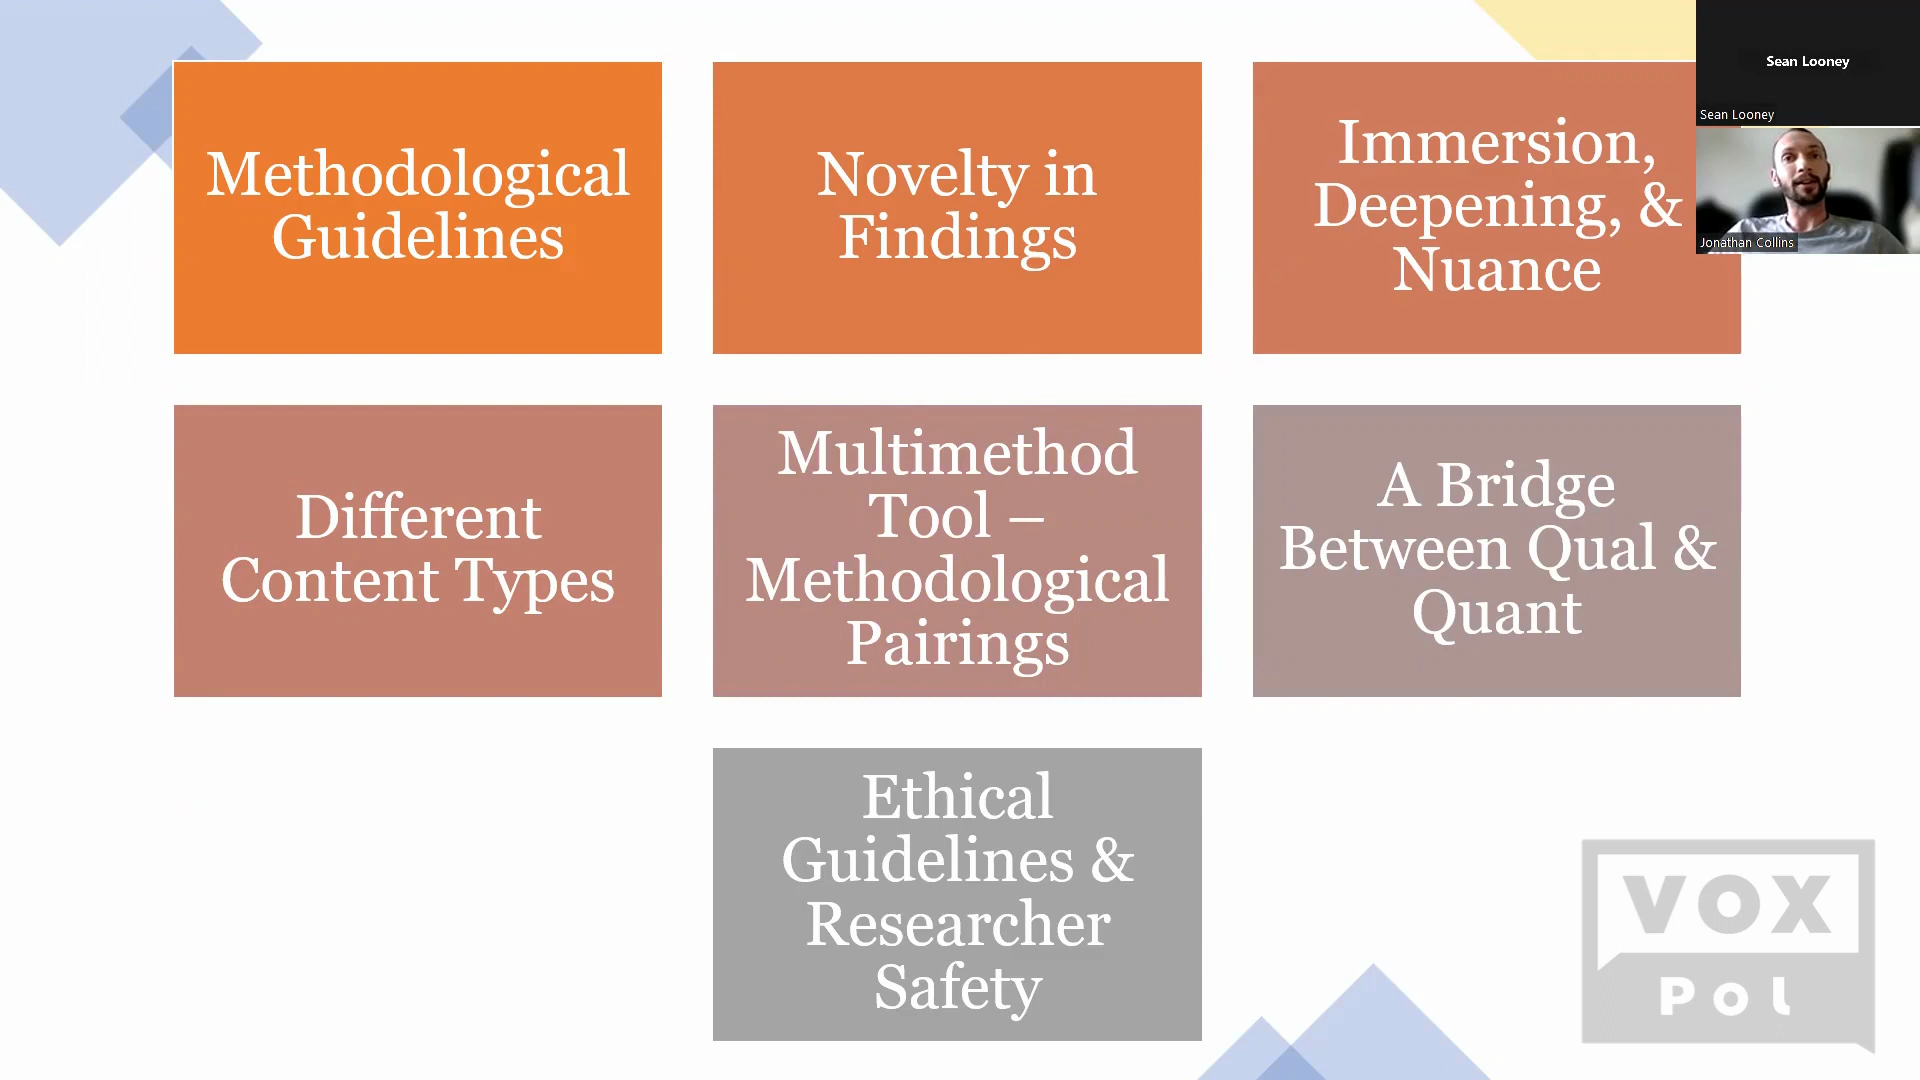 Methodological
Guidelines
Novelty in
Findings
Immersion,
Deepening, &
Nuance
Sean Looney
Sean Looney
Jonathan Collins
Different
Content Types
Multimethod
Tool –
Methodological
Pairings
A Bridge
Between Qual &
Quant
Ethical
Guidelines &
Researcher
Safety
VOX
Pol